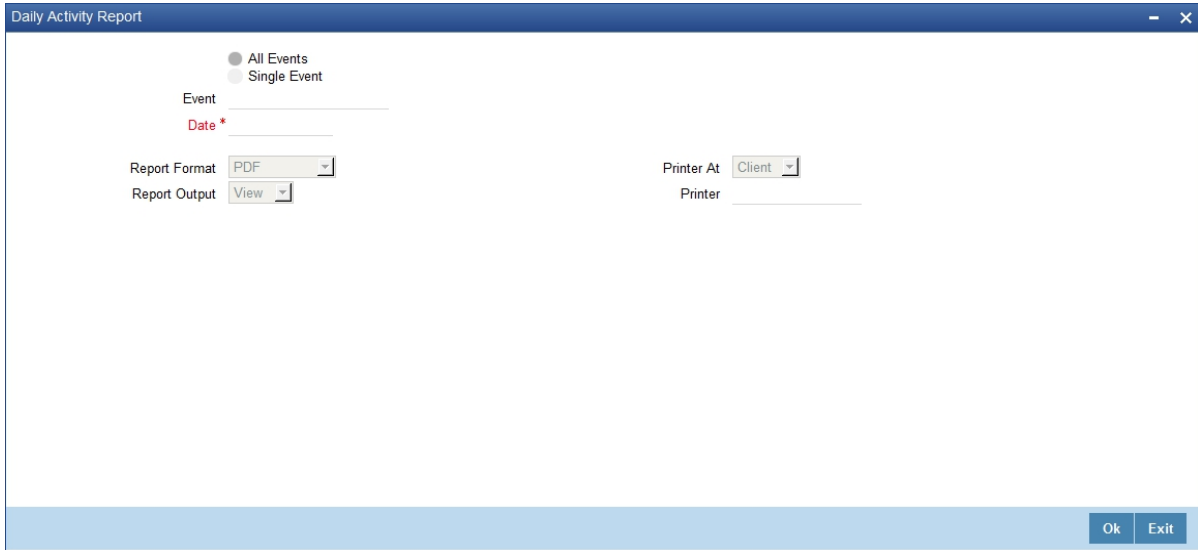 Daily Activity Report
All Events
Single Event
Event
Date *
Report Format PDF Printer At Client
Report Output View Printer
Ok Exit